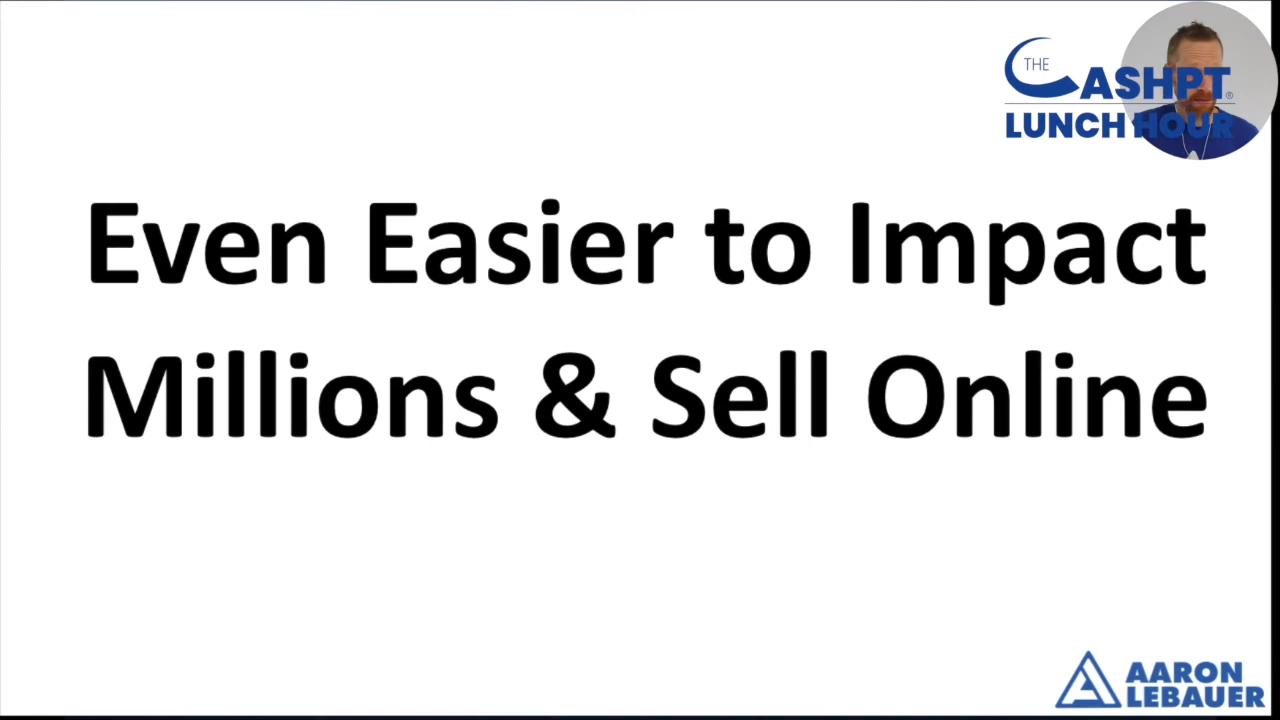 THE CASHPT®
LUNCH HOUR
Even Easier to Impact
Millions & Sell Online
AARON
LEBAUER